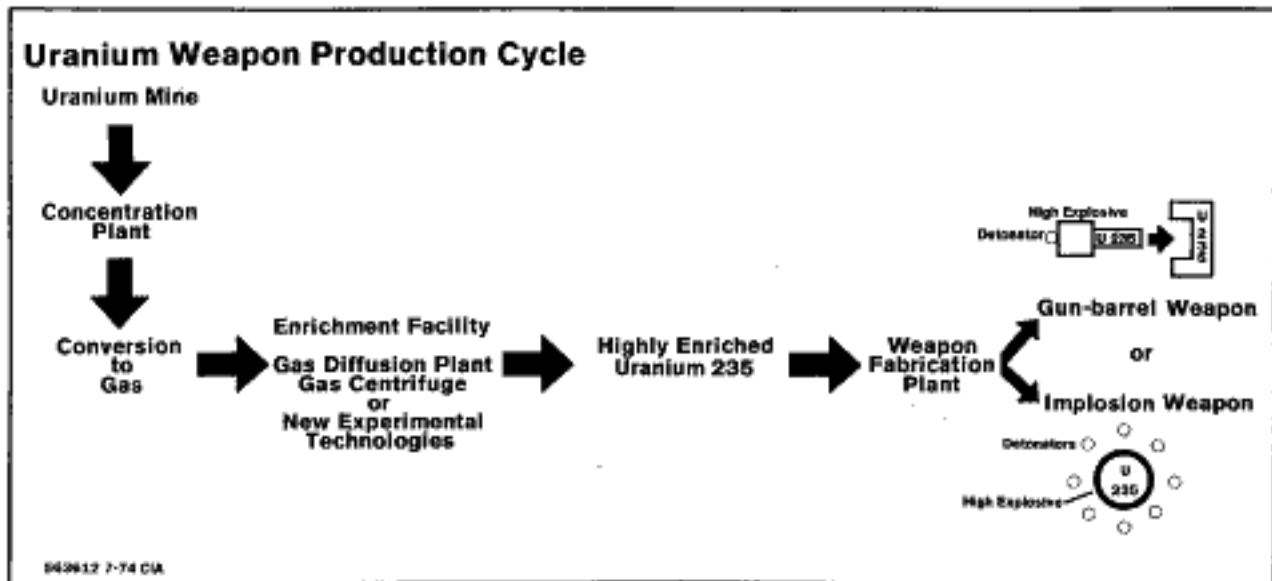 Uranium Weapon Production Cycle
Uranium Mine
Concentration
Plant
Conversion
to
Gas
Enrichment Facility
Gas Diffusion Plant
Gas Centrifuge
or
New Experimental
Technologies
Highly Enriched
Uranium 235
Weapon
Fabrication
Plant
High Explosive
Detonator
U 235
U 235
Gun-barrel Weapon
or
Implosion Weapon
Detonators
U
235
High Explosive
563612 7-74 CIA